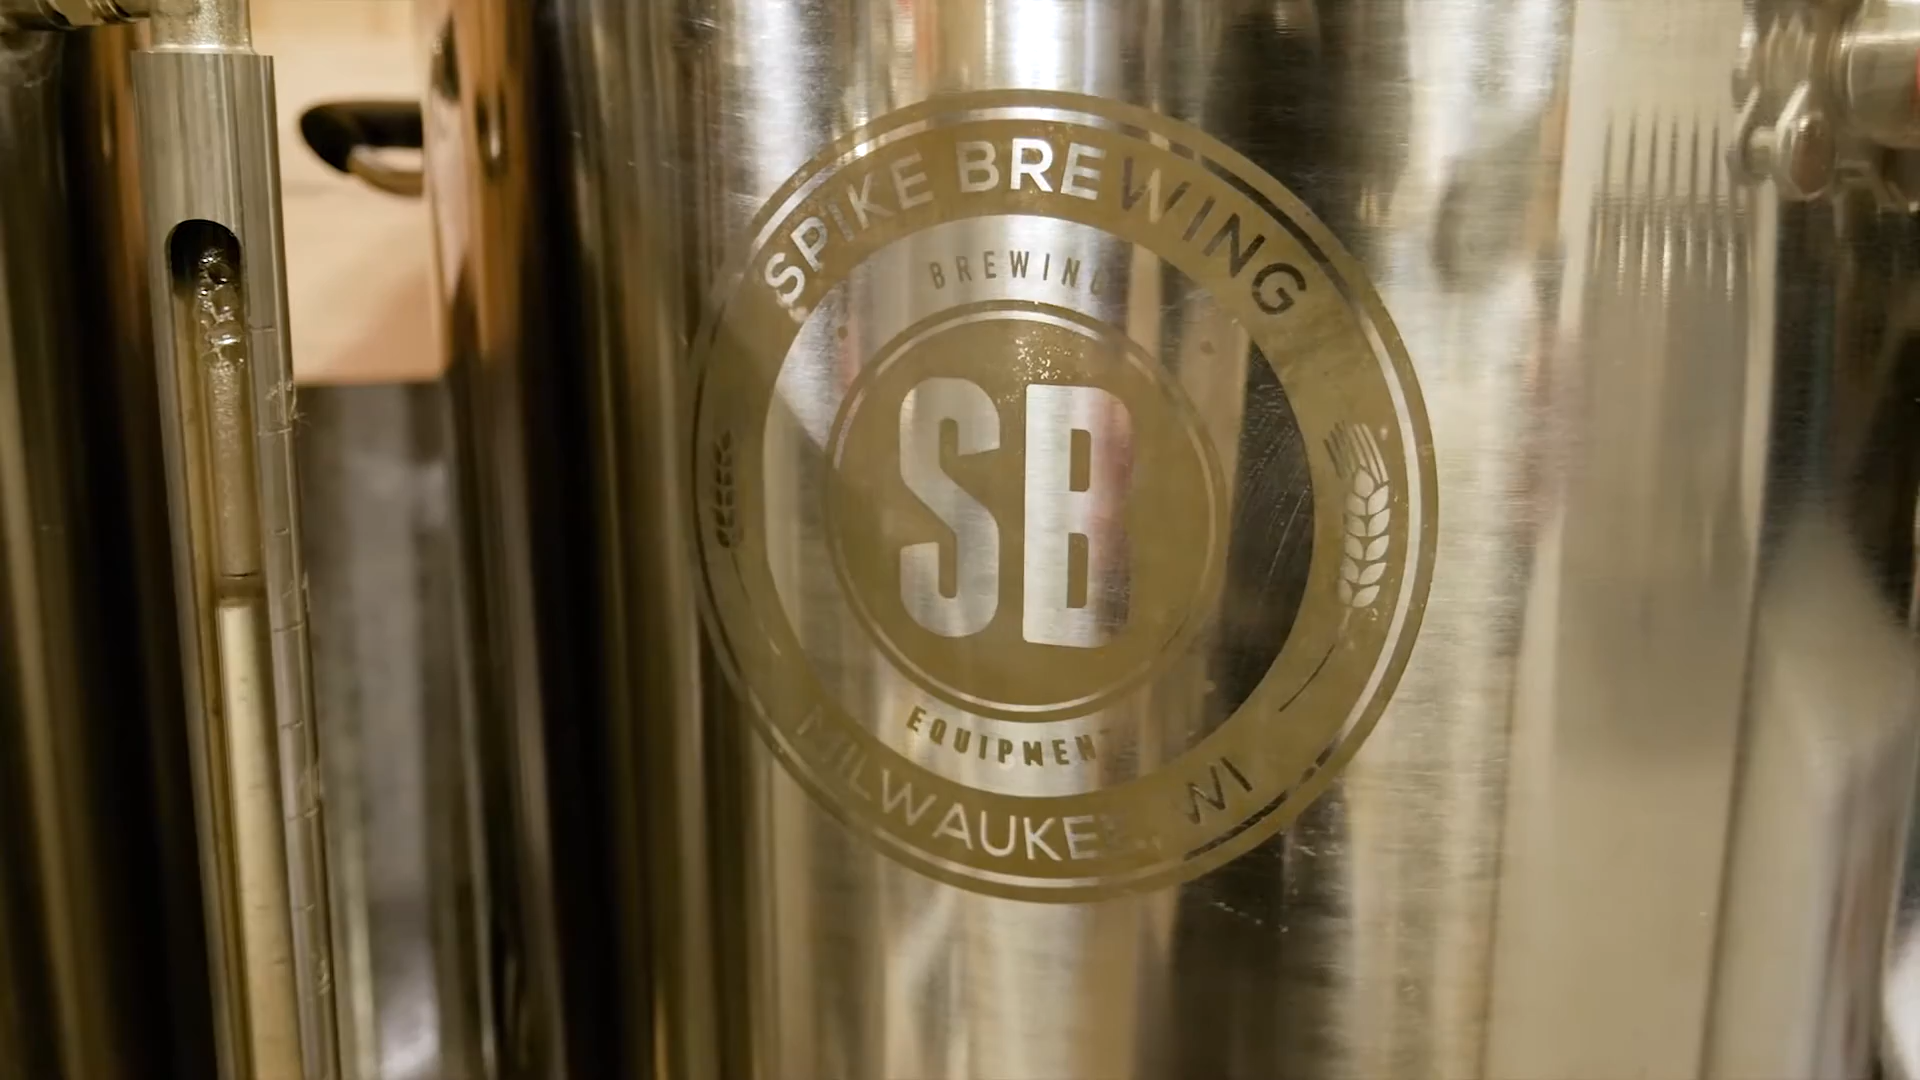 SPIKE BREWING
BREWING
SB
EQUIPMENT
MILWAUKEE, WI